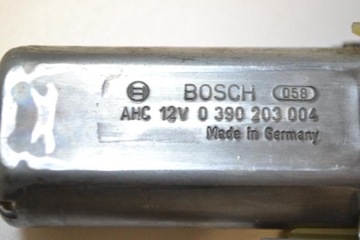 BOSCH 058
AHC 12V 0 390 203 004
Made in Germany